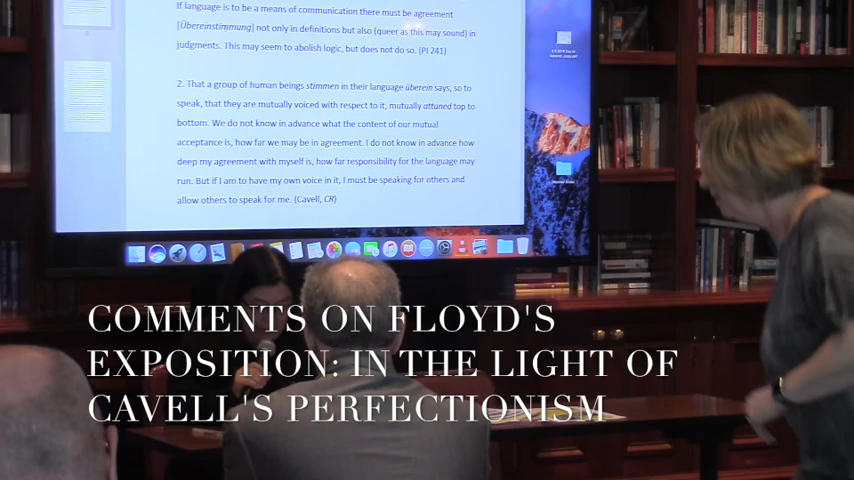 If language is to be a means of communication there must be agreement
[Übereinstimmung] not only in definitions but also (queer as this may sound) in
judgments. This may seem to abolish logic, but does not do so. (PI 241)
2. That a group of human beings stimmen in their language überein says, so to
speak, that they are mutually voiced with respect to it, mutually attuned top to
bottom. We do not know in advance what the content of our mutual
acceptance is, how far we may be in agreement. I do not know in advance how
deep my agreement with myself is, how far responsibility for the language may
run. But if I am to have my own voice in it, I must be speaking for others and
allow others to speak for me. (Cavell, CR)
COMMENTS ON FLOYD'S
EXPOSITION: IN THE LIGHT OF
CAVELL'S PERFECTIONISM